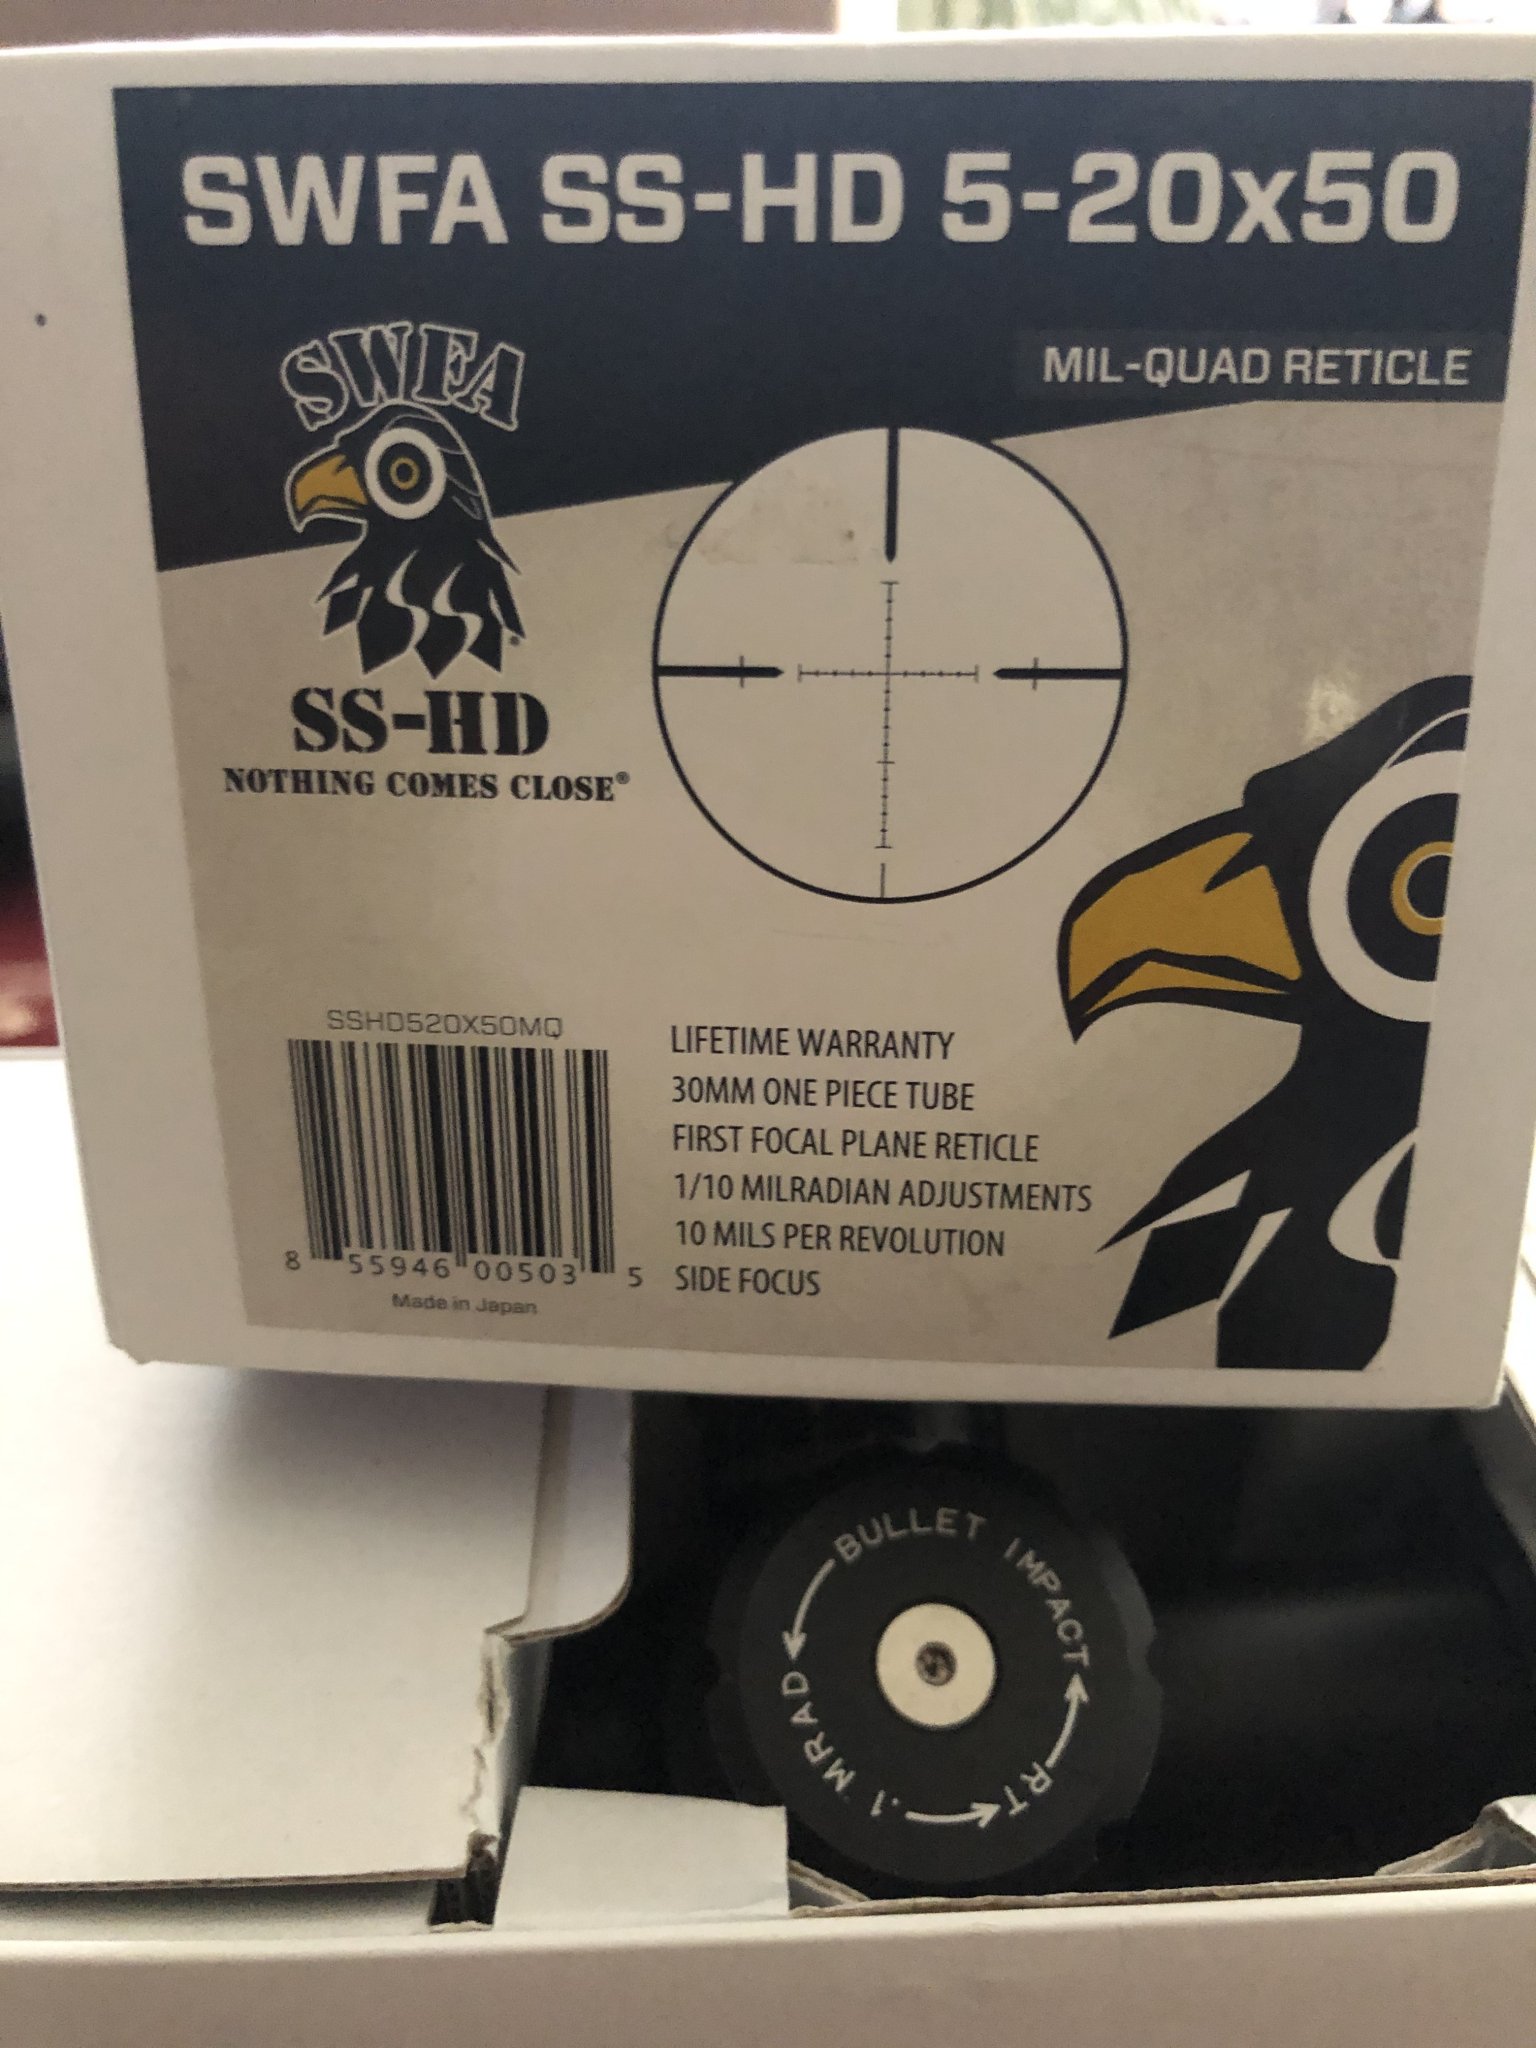 SWFA SS-HD 5-20x50
MIL-QUAD RETICLE
SWFA
SS®
SS-HD
NOTHING COMES CLOSE®
SSHD520X50MQ
8 55946 00503 5
Made in Japan
LIFETIME WARRANTY
30MM ONE PIECE TUBE
FIRST FOCAL PLANE RETICLE
1/10 MILRADIAN ADJUSTMENTS
10 MILS PER REVOLUTION
SIDE FOCUS
BULLET IMPACT
RT
.1 MRAD